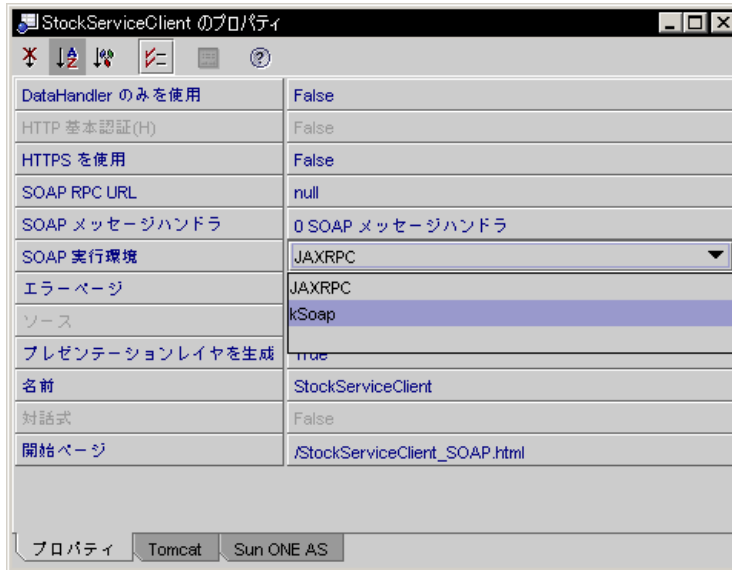 StockServiceClient のプロパティ
DataHandler のみを使用 False
HTTP 基本認証(H) False
HTTPS を使用 False
SOAP RPC URL null
SOAP メッセージハンドラ 0 SOAP メッセージハンドラ
SOAP 実行環境 JAXRPC
エラーページ JAXRPC
ソース kSoap
プレゼンテーションレイヤを生成 True
名前 StockServiceClient
対話式 False
開始ページ /StockServiceClient_SOAP.html
プロパティ Tomcat Sun ONE AS